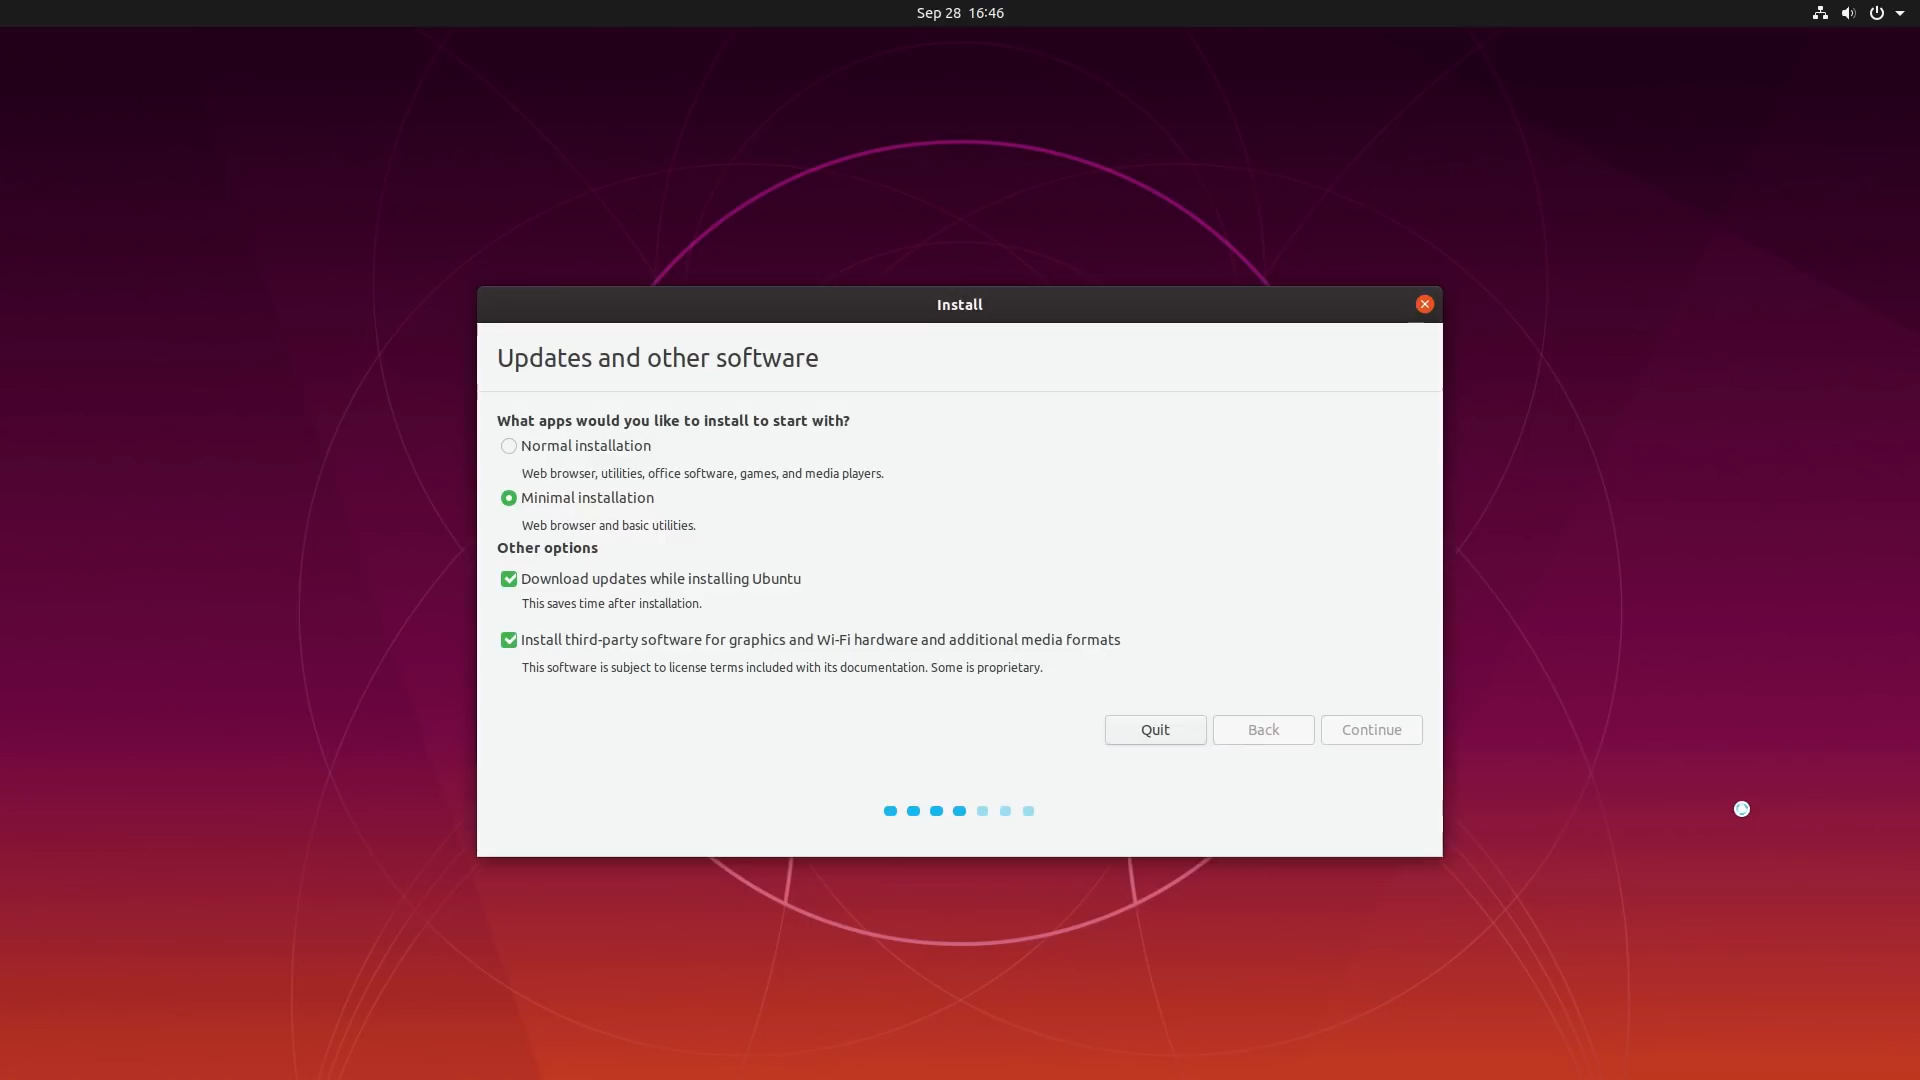 Sep 28 16:46
Install
Updates and other software
What apps would you like to install to start with?
Normal installation
Web browser, utilities, office software, games, and media players.
Minimal installation
Web browser and basic utilities.
Other options
Download updates while installing Ubuntu
This saves time after installation.
Install third-party software for graphics and Wi-Fi hardware and additional media formats
This software is subject to license terms included with its documentation. Some is proprietary.
Quit Back Continue